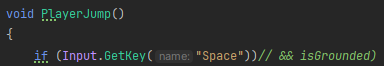 void PlayerJump()
{
if (Input.GetKey( name: "Space"))// && isGrounded)